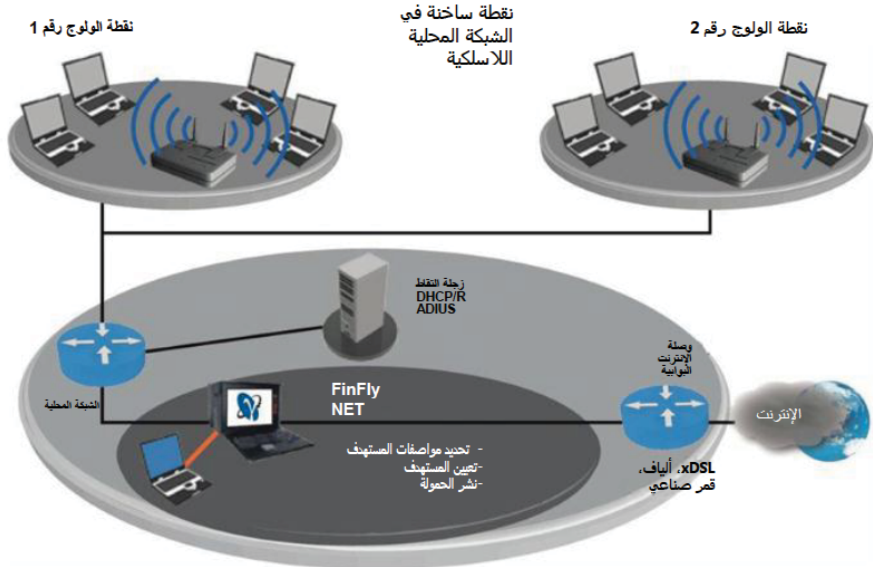 نقطة الولوج رقم 1
نقطة ساخنة في
الشبكة المحلية
اللاسلكية
نقطة الولوج رقم 2
زجلة التقاط
DHCP/R
ADIUS
وصلة
الإنترنت
البوابية
الشبكة المحلية
FinFly
NET
- تحديد مواصفات المستهدف
-تعيين المستهدف
-نشر الحمولة
الإنترنت
xDSL، ألياف،
قمر صناعي